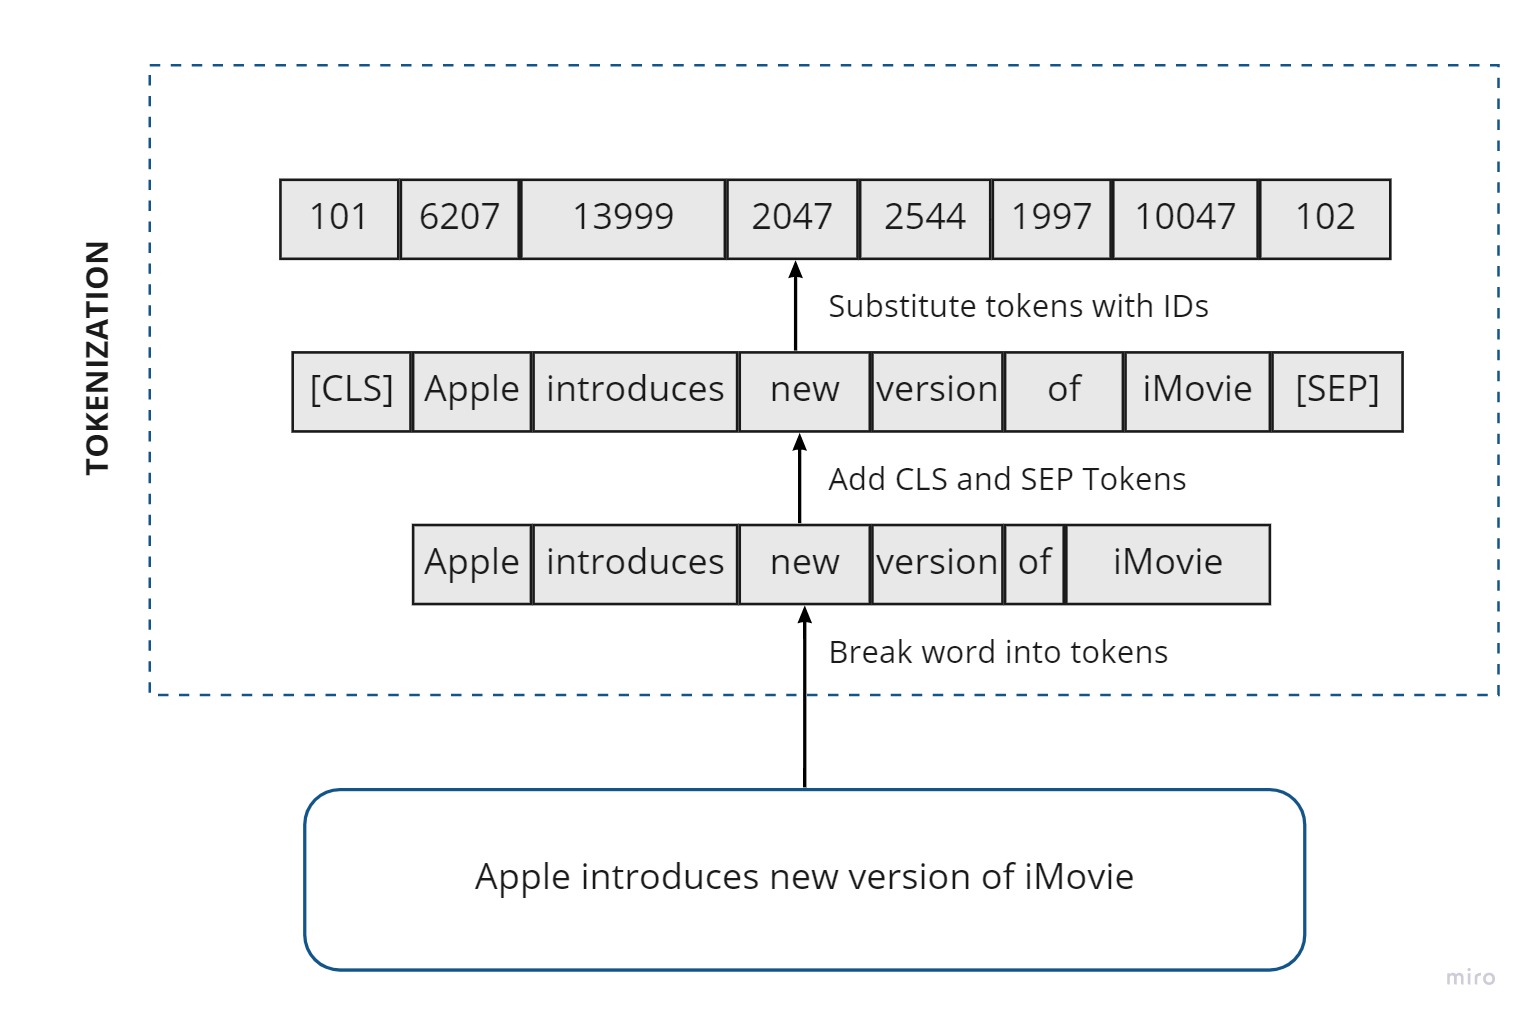 TOKENIZATION
101 6207 13999 2047 2544 1997 10047 102
Substitute tokens with IDs
[CLS] Apple introduces new version of iMovie [SEP]
Add CLS and SEP Tokens
Apple introduces new version of iMovie
Break word into tokens
Apple introduces new version of iMovie
miro